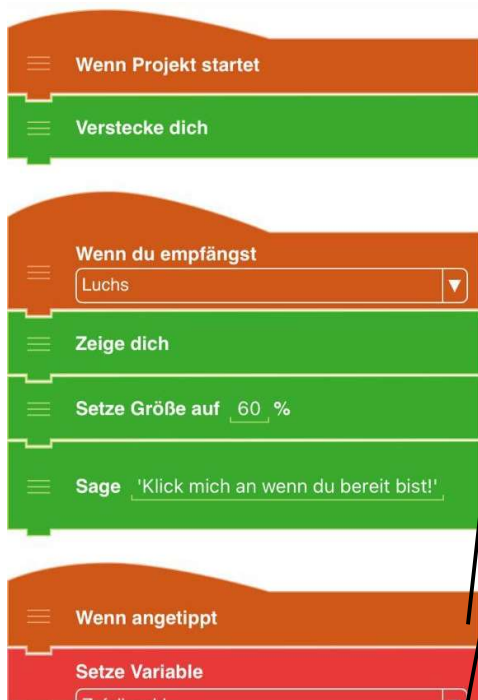 Wenn Projekt startet
Verstecke dich
Wenn du empfängst
Luchs
Zeige dich
Setze Größe auf 60 %
Sage 'Klick mich an wenn du bereit bist!'
Wenn angetippt
Setze Variable